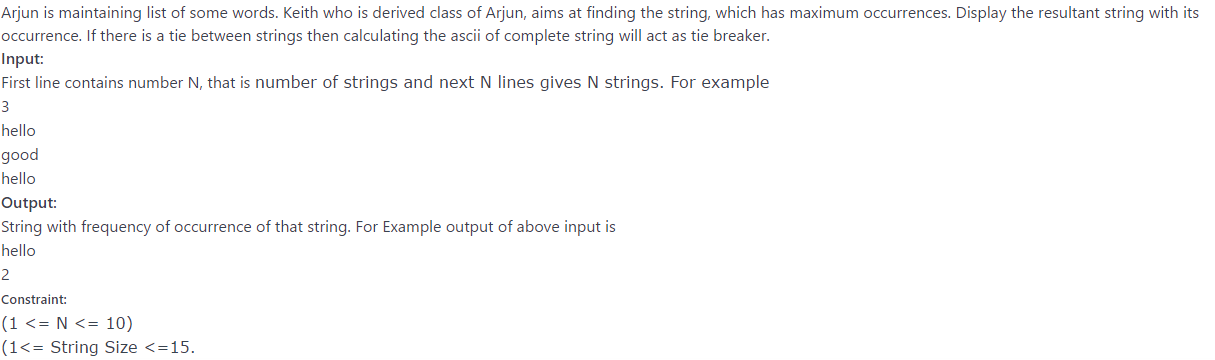 Arjun is maintaining list of some words. Keith who is derived class of Arjun, aims at finding the string, which has maximum occurrences. Display the resultant string with its
occurrence. If there is a tie between strings then calculating the ascii of complete string will act as tie breaker.
Input:
First line contains number N, that is number of strings and next N lines gives N strings. For example
3
hello
good
hello
Output:
String with frequency of occurrence of that string. For Example output of above input is
hello
2
Constraint:
(1 <= N <= 10)
(1<= String Size <=15.